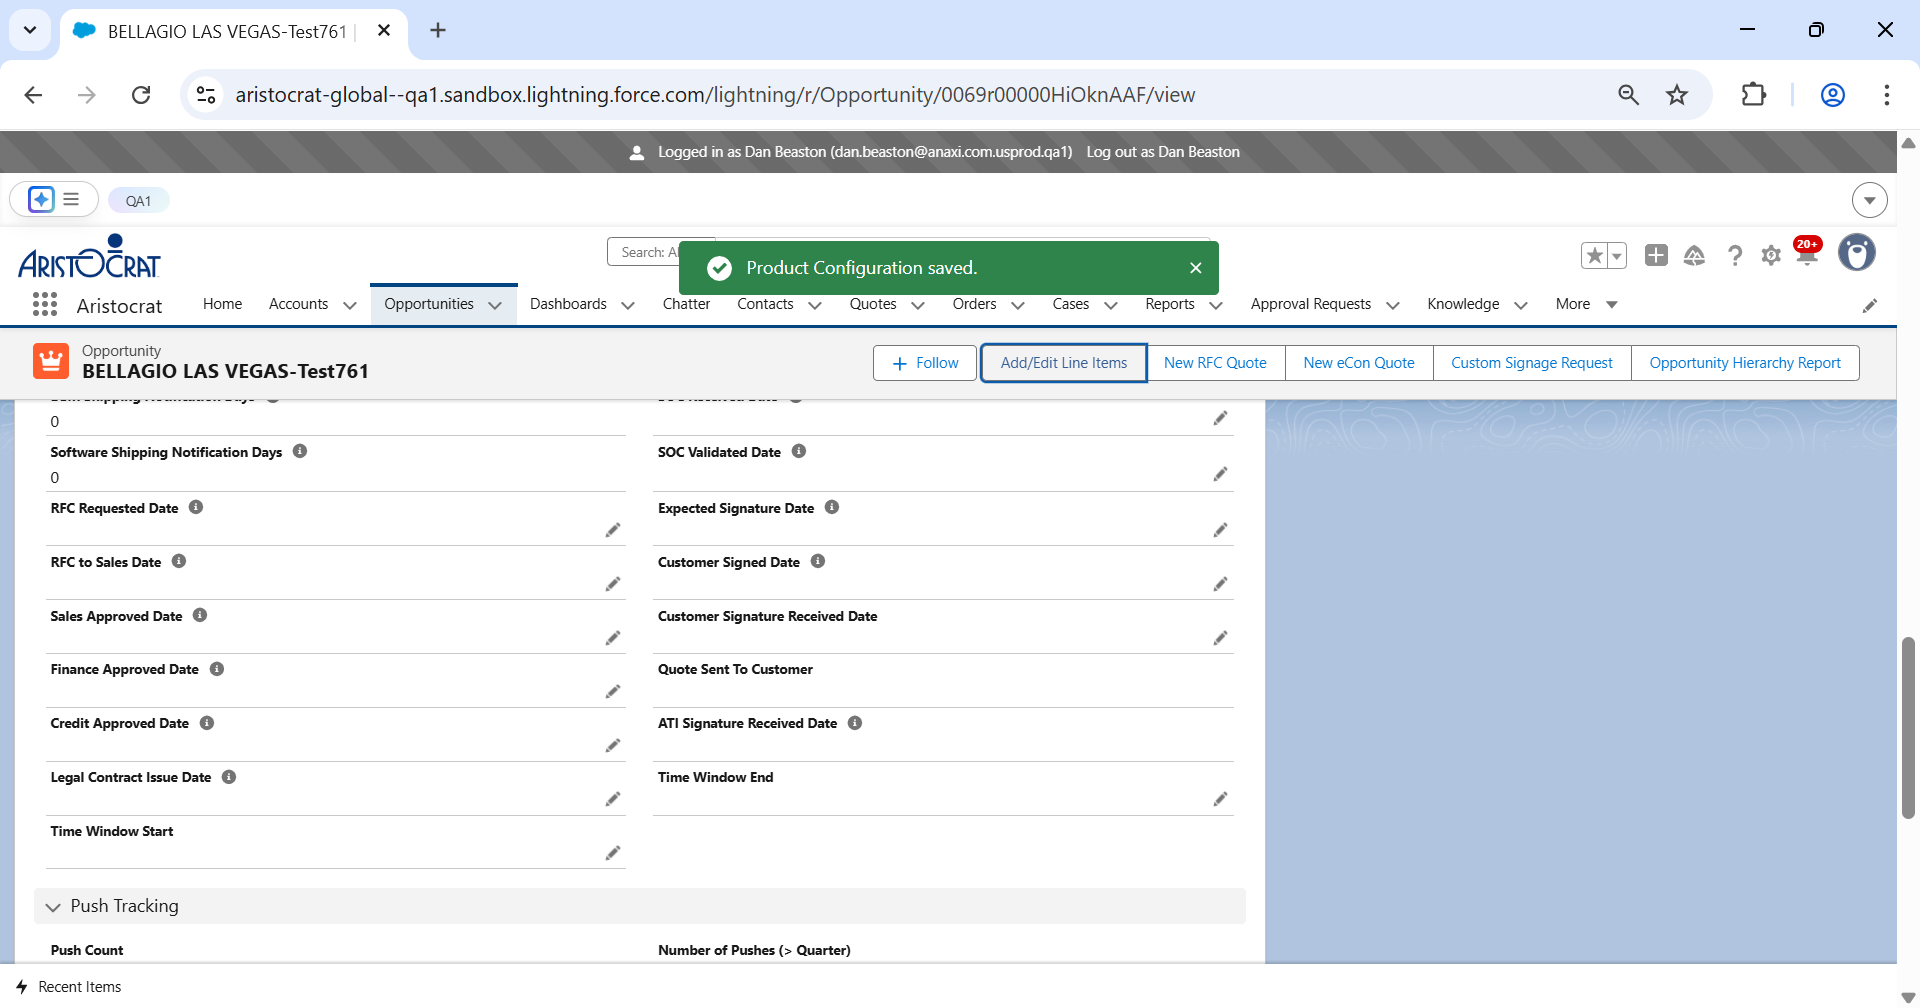 BELLAGIO LAS VEGAS-Test761
aristocrat-global--qa1.sandbox.lightning.force.com/lightning/r/Opportunity/0069r00000HiOknAAF/view
Logged in as Dan Beaston (dan.beaston@anaxi.com.usprod.qa1) Log out as Dan Beaston
QA1
ARISTOCRAT
Search:
Product Configuration saved.
20+
Aristocrat Home Accounts Opportunities Dashboards Chatter Contacts Quotes Orders Cases Reports Approval Requests Knowledge More
Opportunity
BELLAGIO LAS VEGAS-Test761
Follow Add/Edit Line Items New RFC Quote New eCon Quote Custom Signage Request Opportunity Hierarchy Report
0
Software Shipping Notification Days SOC Validated Date
0
RFC Requested Date Expected Signature Date
RFC to Sales Date Customer Signed Date
Sales Approved Date Customer Signature Received Date
Finance Approved Date Quote Sent To Customer
Credit Approved Date ATI Signature Received Date
Legal Contract Issue Date Time Window End
Time Window Start
Push Tracking
Push Count Number of Pushes (> Quarter)
Recent Items